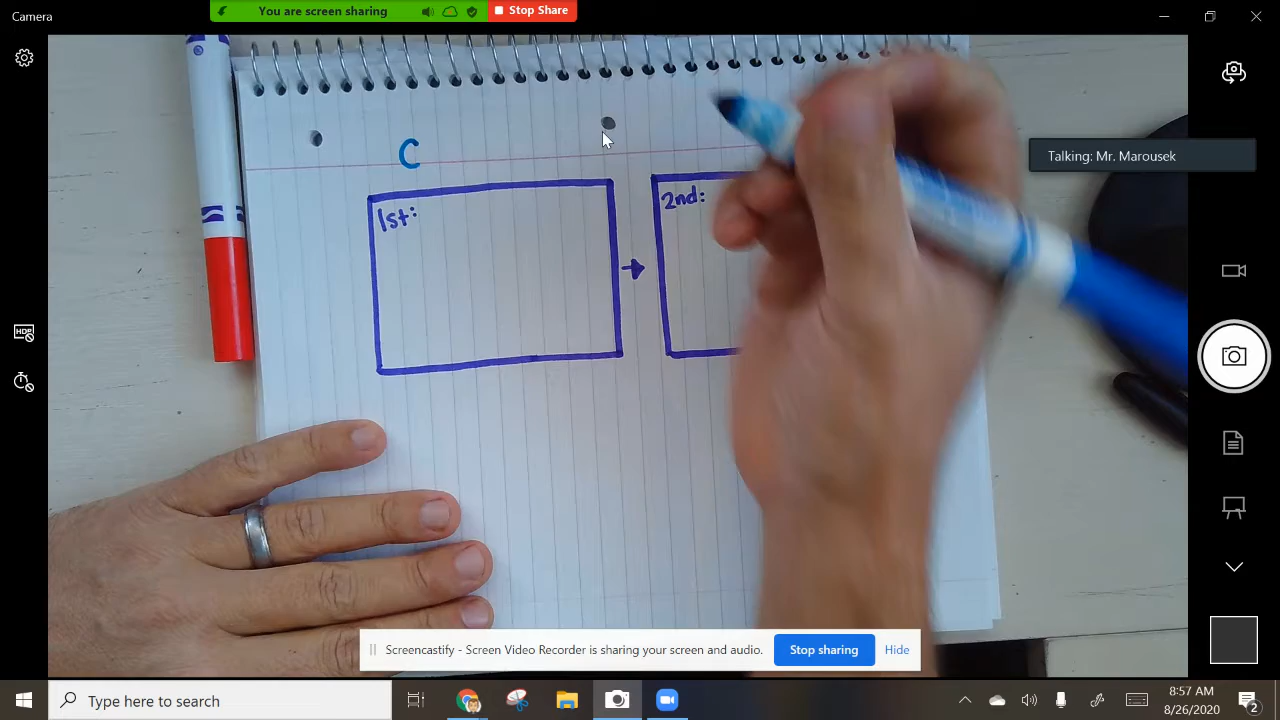 Camera
You are screen sharing
Stop Share
Talking: Mr. Marousek
C
1st:
2nd:
Screencastify - Screen Video Recorder is sharing your screen and audio.
Stop sharing
Hide
Type here to search
8:57 AM
8/26/2020
2